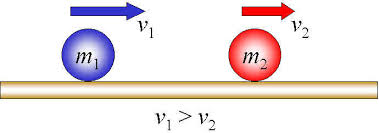 v₁ v₂
m₁ m₂
v₁ > v₂